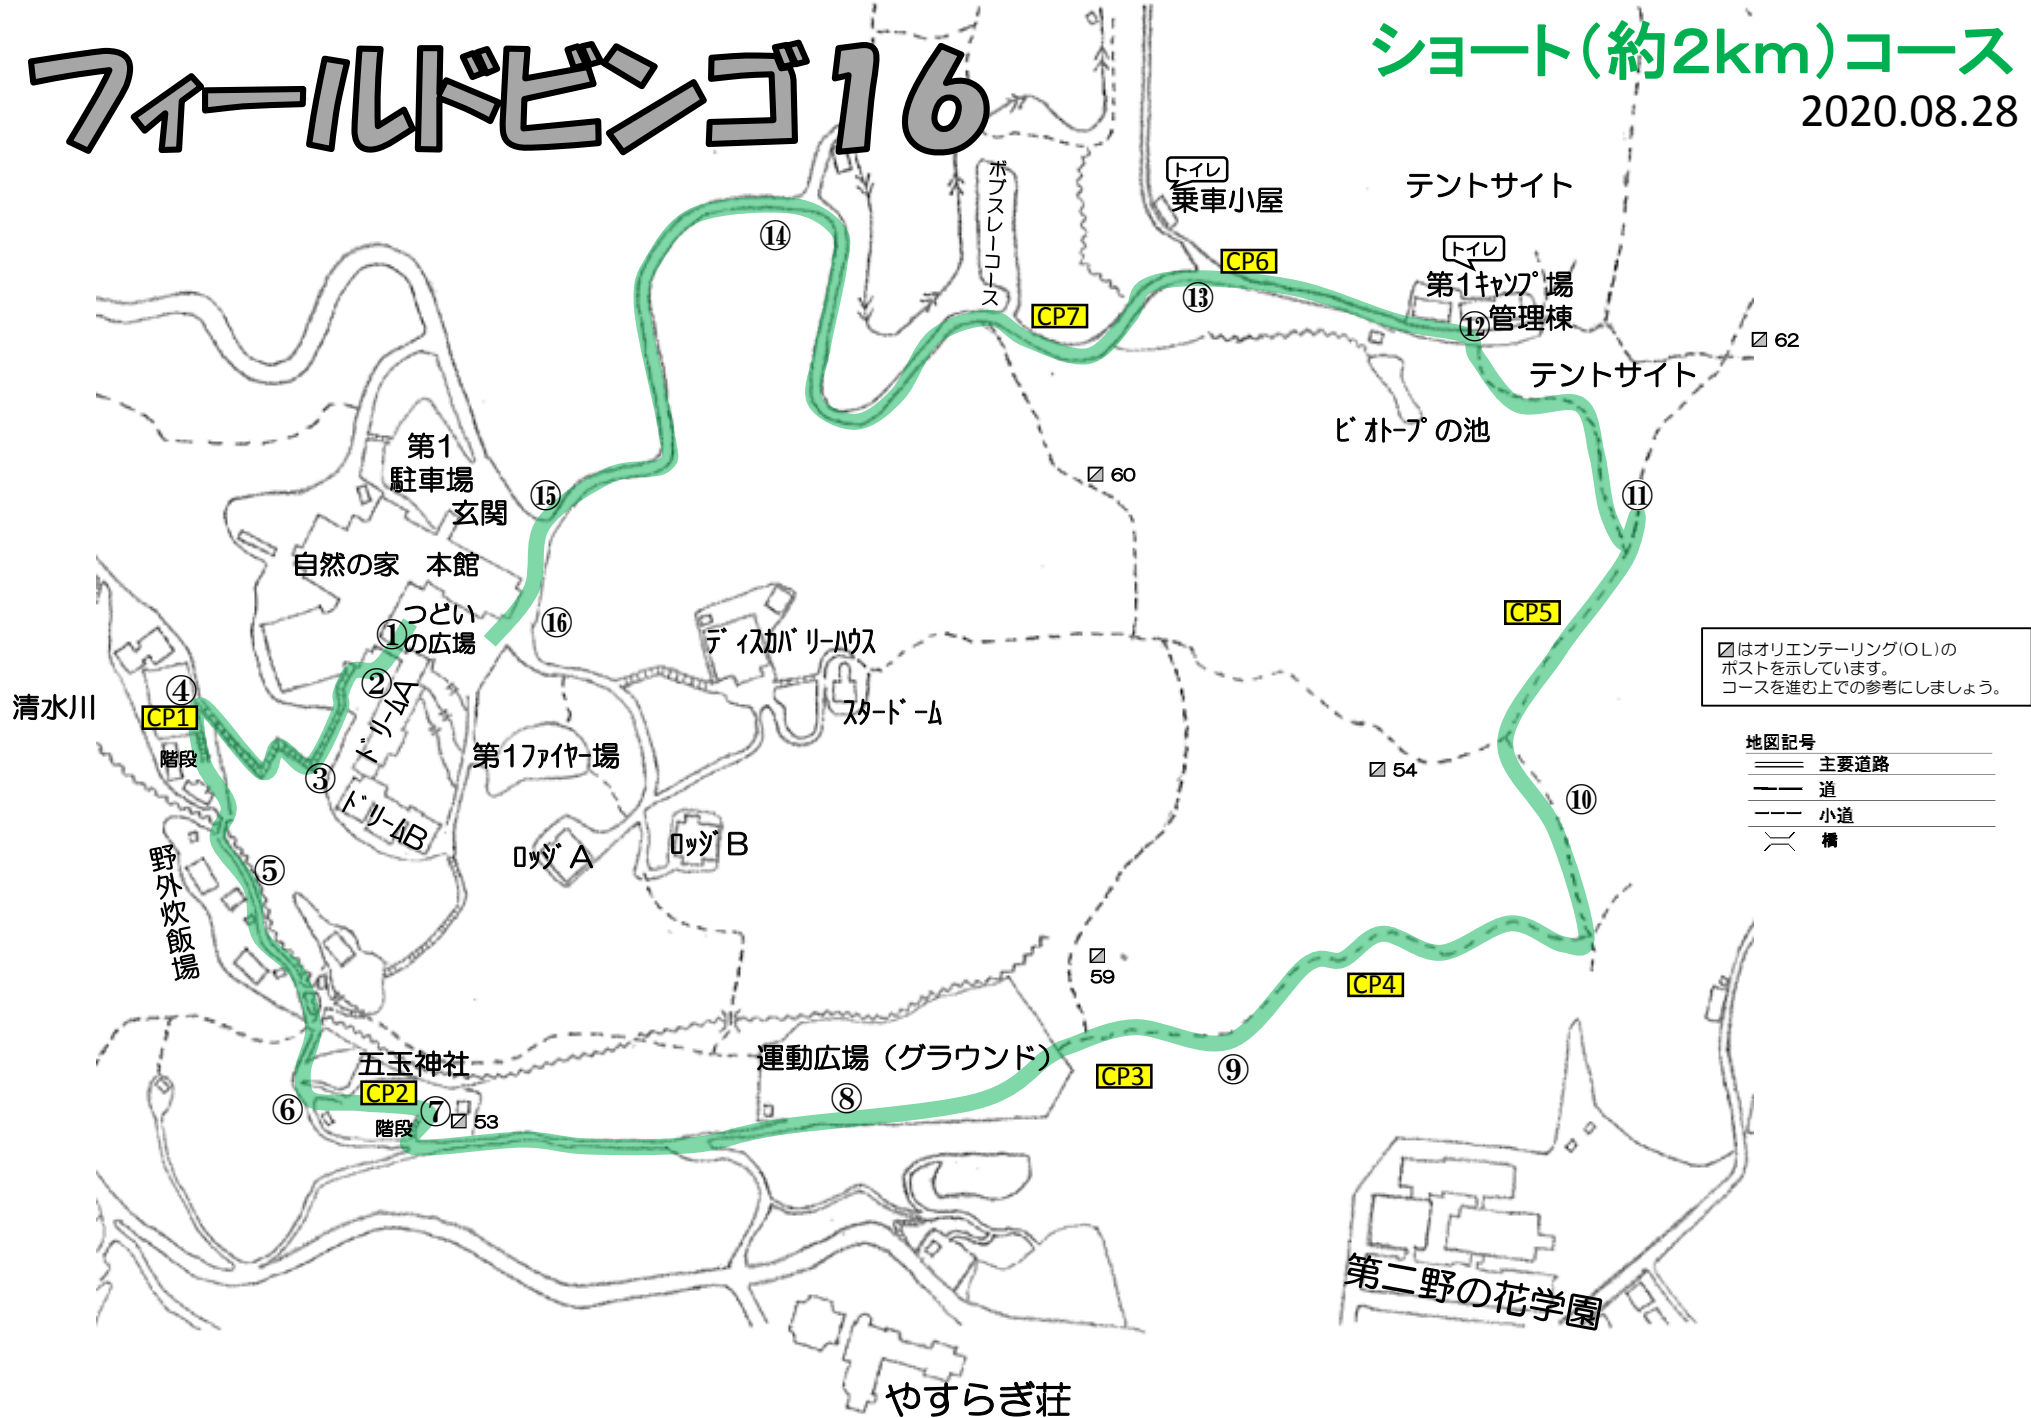 フィールドビンゴ16
ショート(約2km)コース
2020.08.28
トイレ
乗車小屋
ボブスレーコース
テントサイト
トイレ
第1ｷｬﾝﾌﾟ場
管理棟
テントサイト
ﾋﾞｵﾄｰﾌﾟの池
CP6
CP7
⑭
⑬
⑫
⑪
62
60
第1
駐車場
玄関
⑮
自然の家 本館
つどい
の広場
①
⑯
②
ﾄﾞﾘｰﾑA
③
ﾄﾞﾘｰﾑB
④
CP1
清水川
階段
ﾃﾞｨｽｶﾊﾞﾘｰﾊｳｽ
ｽﾀｰﾄﾞｰﾑ
第1ﾌｧｲﾔｰ場
ﾛｯｼﾞA
ﾛｯｼﾞB
CP5
54
⑩
はオリエンテーリング(OL)の
ポストを示しています。
コースを進む上での参考にしましょう。
地図記号
主要道路
道
小道
橋
野外炊飯場
⑤
59
CP4
五玉神社
CP2
⑥
⑦
53
階段
運動広場(グラウンド)
⑧
CP3
⑨
第二野の花学園
やすらぎ荘